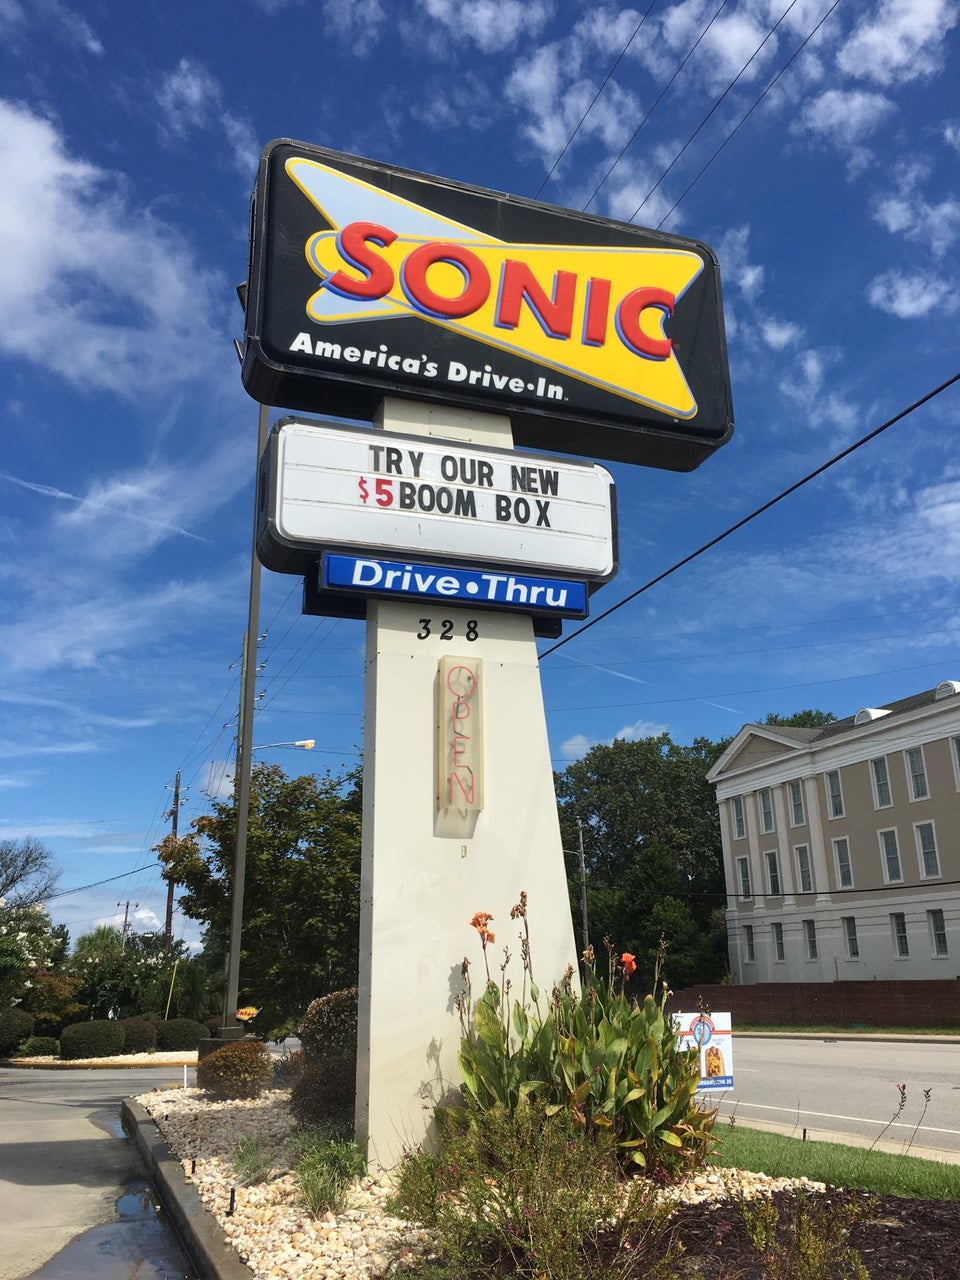 SONIC
America's Drive-In
TRY OUR NEW
$5 BOOM BOX
Drive•Thru
328
OPEN